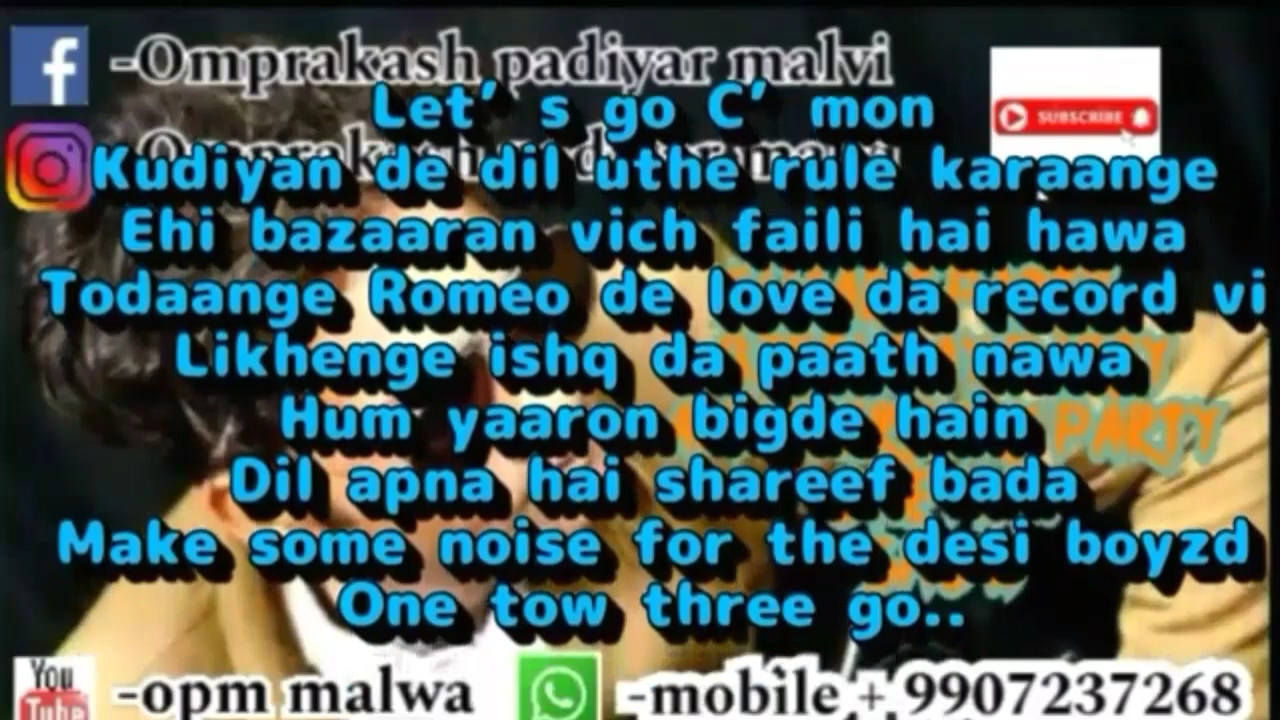 -Omprakash padiyar malvi
Let's go C'mon
SUBSCRIBE
Kudiyan de dil uthe rule karaange
Ehi bazaaran vich faili hai hawa
Todaange Romeo de love da record vi
Likhenge ishq da paath nawa
Hum yaaron bigde hain
PARTY
Dil apna hai shareef bada
Make some noise for the desi boyzd
One tow three go..
You
Tube
-opm malwa
-mobile + 9907237268